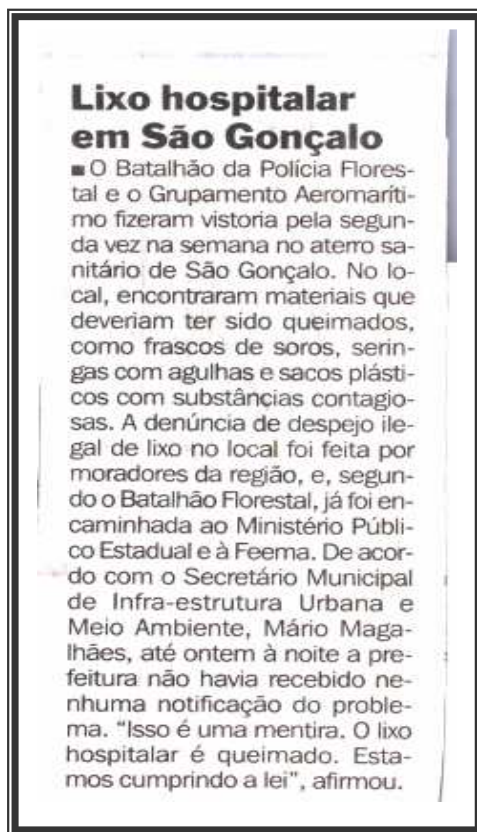 Lixo hospitalar
em São Gonçalo
■ O Batalhão da Polícia Flores-
tal e o Grupamento Aeromaríti-
mo fizeram vistoria pela segun-
da vez na semana no aterro sa-
nitário de São Gonçalo. No lo-
cal, encontraram materiais que
deveriam ter sido queimados,
como frascos de soros, serin-
gas com agulhas e sacos plásti-
cos com substâncias contagio-
sas. A denúncia de despejo ile-
gal de lixo no local foi feita por
moradores da região, e, segun-
do o Batalhão Florestal, já foi en-
caminhada ao Ministério Públi-
co Estadual e à Feema. De acor-
do com o Secretário Municipal
de Infra-estrutura Urbana e
Meio Ambiente, Mário Maga-
lhães, até ontem à noite a pre-
feitura não havia recebido ne-
nhuma notificação do proble-
ma. “Isso é uma mentira. O lixo
hospitalar é queimado. Esta-
mos cumprindo a lei”, afirmou.